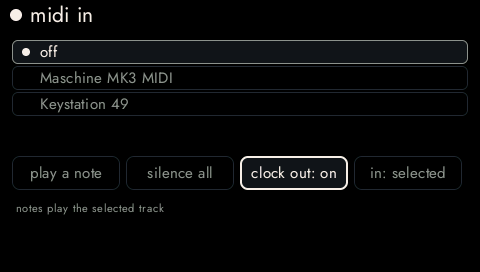 midi in
off
Maschine MK3 MIDI
Keystation 49
play a note silence all clock out: on in: selected
notes play the selected track